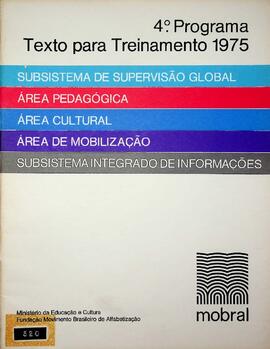 4º Programa
Texto para Treinamento 1975
SUBSISTEMA DE SUPERVISÃO GLOBAL
ÁREA PEDAGÓGICA
ÁREA CULTURAL
ÁREA DE MOBILIZAÇÃO
SUBSISTEMA INTEGRADO DE INFORMAÇÕES
Ministério da Educação e Cultura
Fundação Movimento Brasileiro de Alfabetização
520
mobral